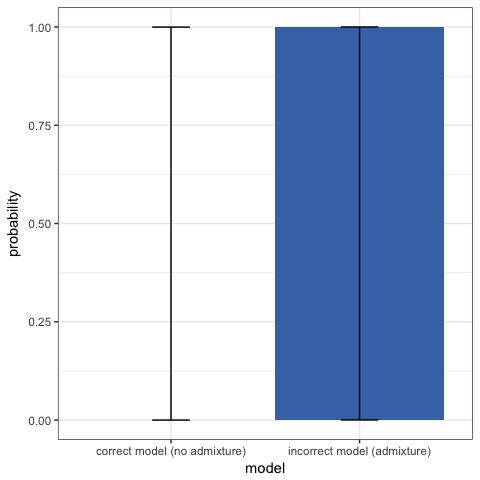 1.00
0.75
0.50
0.25
0.00
probability
correct model (no admixture)
incorrect model (admixture)
model